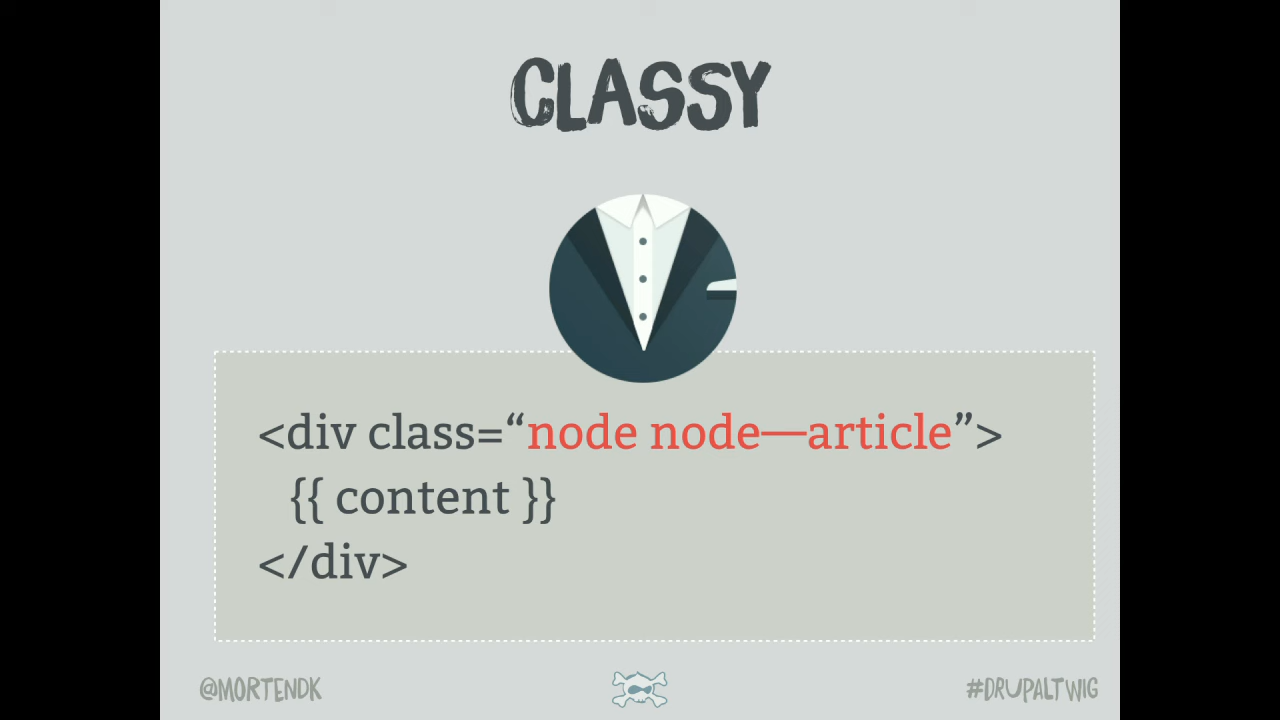 CLASSY
<div class=“node node—article”>
{{ content }}
</div>
@MORTENDK
#DRUPALTWIG